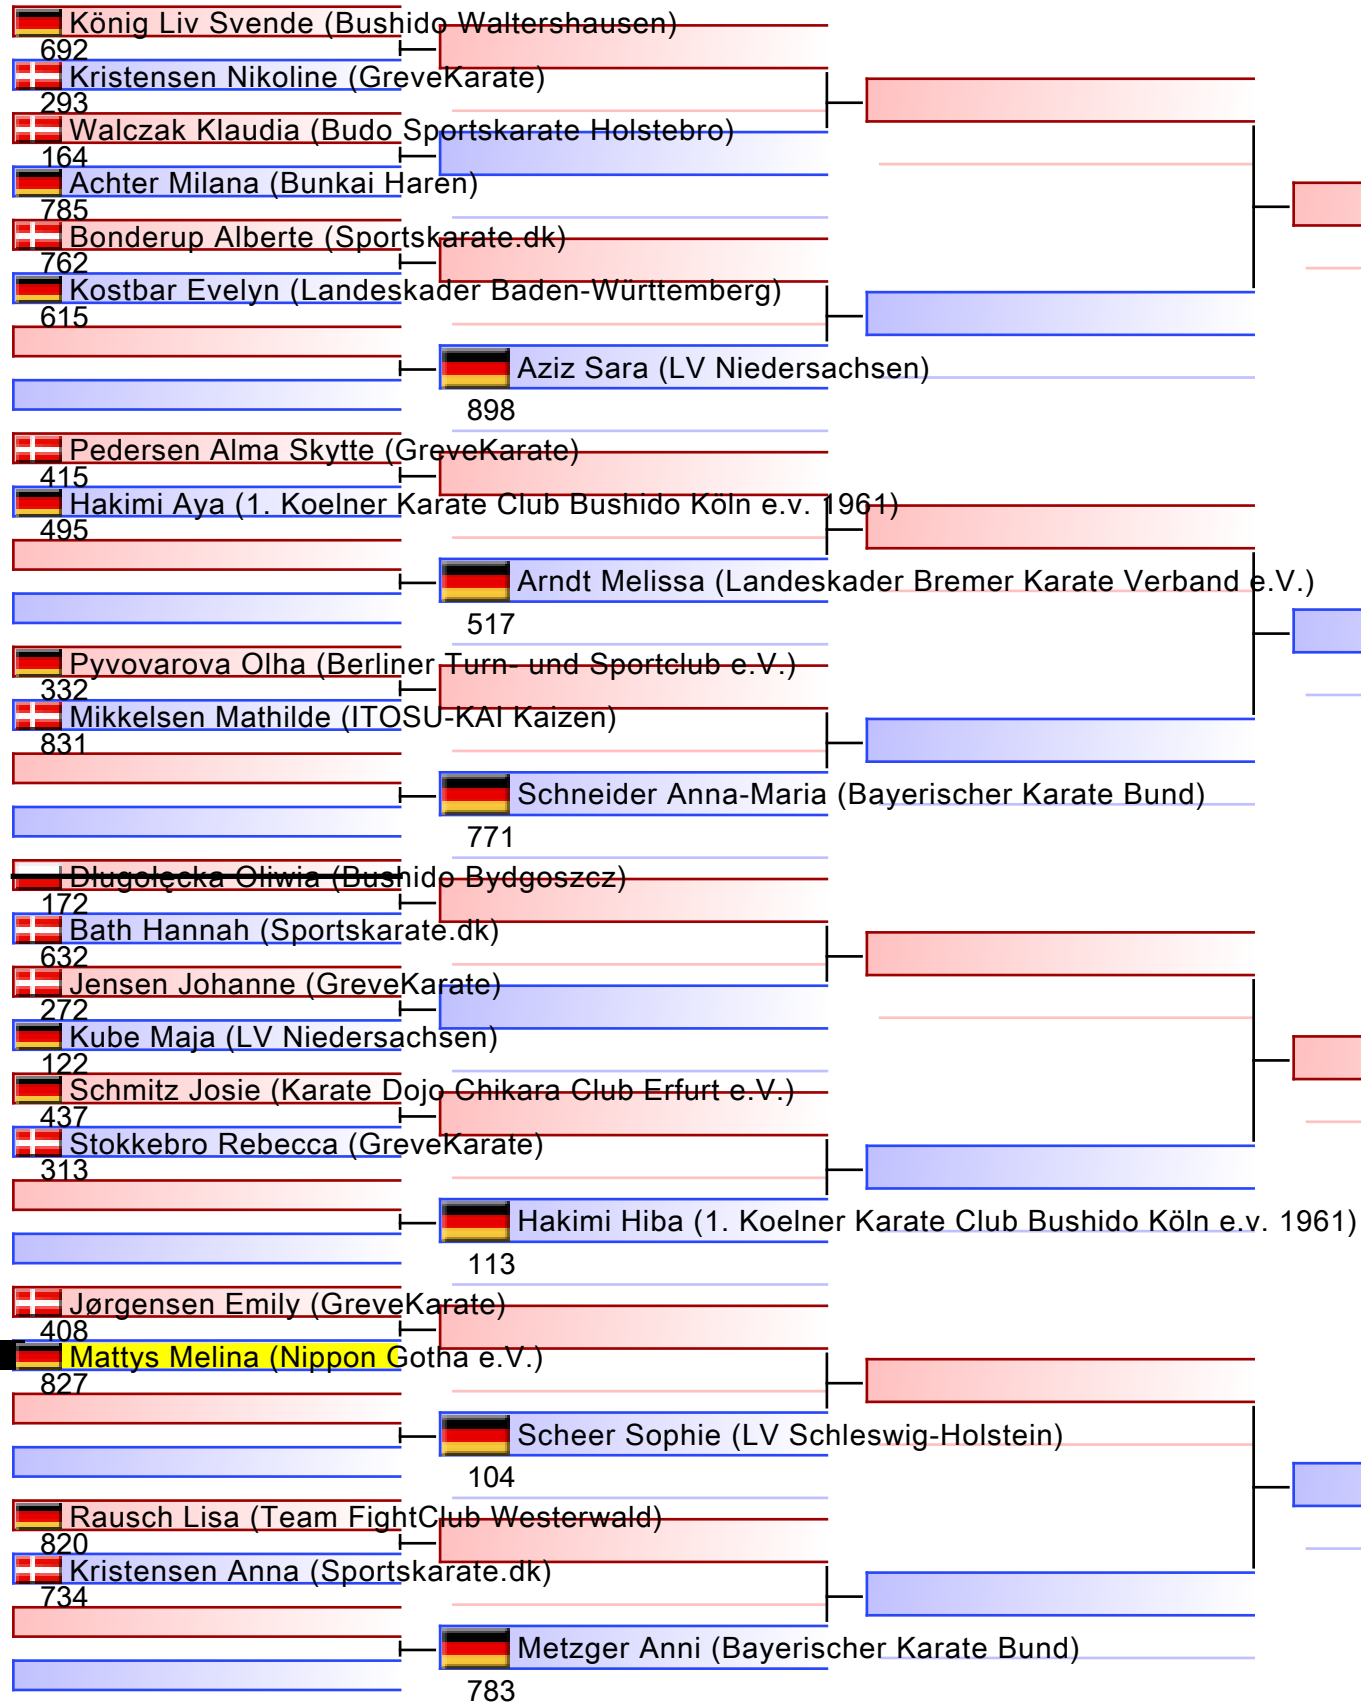 König Liv Svende (Bushido Waltershausen)
692
Kristensen Nikoline (GreveKarate)
293
Walczak Klaudia (Budo Sportskarate Holstebro)
164
Achter Milana (Bunkai Haren)
785
Bonderup Alberte (Sportskarate.dk)
762
Kostbar Evelyn (Landeskader Baden-Württemberg)
615
Aziz Sara (LV Niedersachsen)
898
Pedersen Alma Skytte (GreveKarate)
415
Hakimi Aya (1. Koelner Karate Club Bushido Köln e.v. 1961)
495
Arndt Melissa (Landeskader Bremer Karate Verband e.V.)
517
Pyvovarova Olha (Berliner Turn- und Sportclub e.V.)
332
Mikkelsen Mathilde (ITOSU-KAI Kaizen)
831
Schneider Anna-Maria (Bayerischer Karate Bund)
771
Długołęcka Oliwia (Bushido Bydgoszcz)
172
Bath Hannah (Sportskarate.dk)
632
Jensen Johanne (GreveKarate)
272
Kube Maja (LV Niedersachsen)
122
Schmitz Josie (Karate Dojo Chikara Club Erfurt e.V.)
437
Stokkebro Rebecca (GreveKarate)
313
Hakimi Hiba (1. Koelner Karate Club Bushido Köln e.v. 1961)
113
Jørgensen Emily (GreveKarate)
408
Mattys Melina (Nippon Gotha e.V.)
827
Scheer Sophie (LV Schleswig-Holstein)
104
Rausch Lisa (Team FightClub Westerwald)
820
Kristensen Anna (Sportskarate.dk)
734
Metzger Anni (Bayerischer Karate Bund)
783